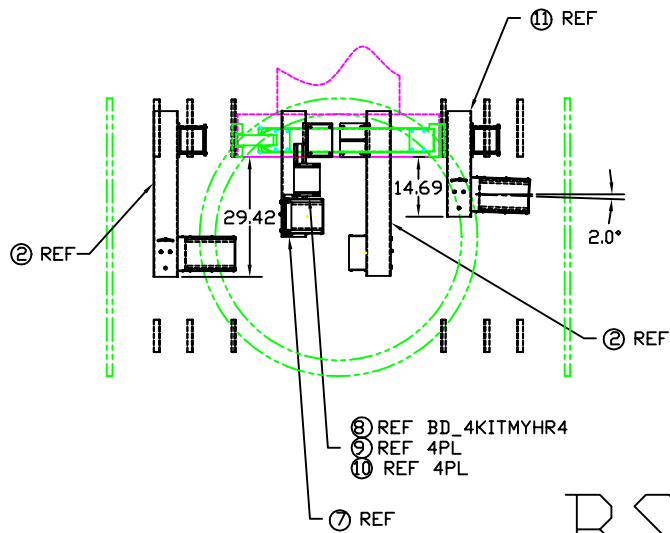 11 REF
14.69
29.42
2.0°
2 REF
2 REF
8 REF BD_4KITMYHR4
9 REF 4PL
10 REF 4PL
7 REF